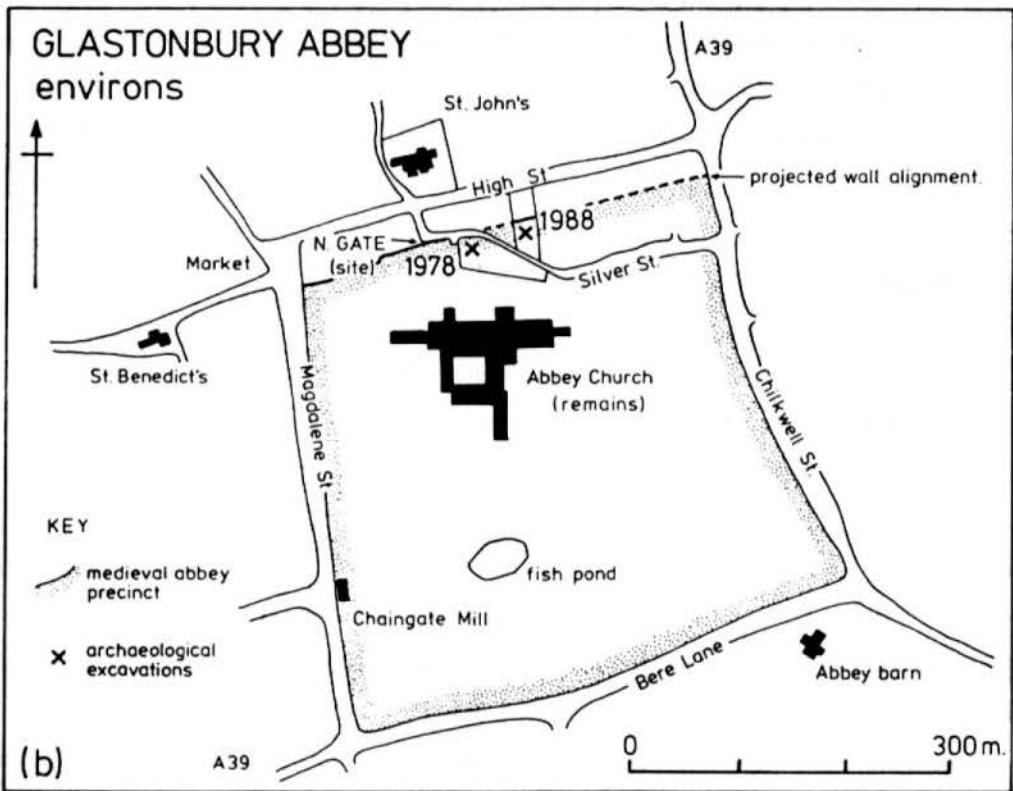 GLASTONBURY ABBEY
environs
A39
St. John's
High St
projected wall alignment.
1988
N. GATE
(site)
1978
Market
Silver St.
St. Benedict's
Magdalene St
Abbey Church
(remains)
Chilkwell St.
KEY
medieval abbey
precinct
fish pond
Chaingate Mill
x archaeological
excavations
Bere Lane
Abbey barn
(b)
A39
0 300 m.